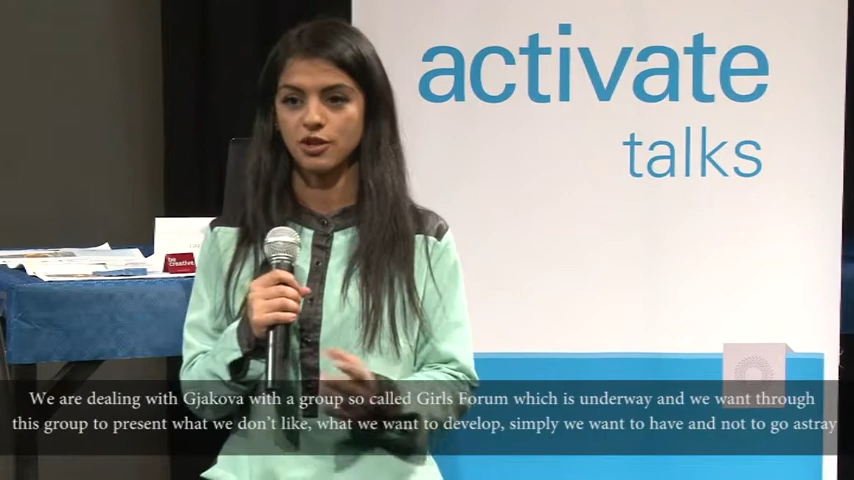 activate
talks
be
creative
We are dealing with Gjakova with a group so called Girls Forum which is underway and we want through
this group to present what we don't like, what we want to develop, simply we want to have and not to go astray